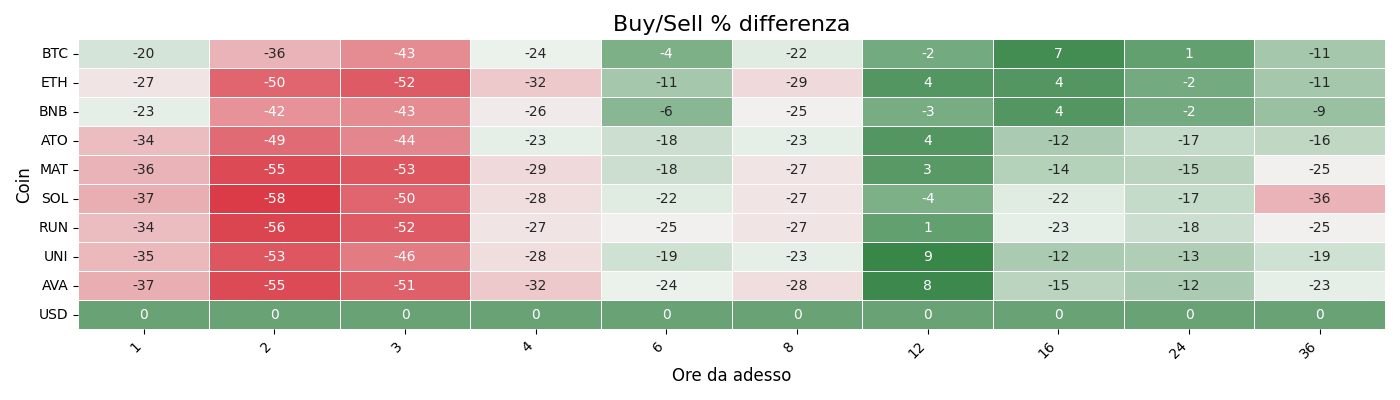 Buy/Sell % differenza
Coin
BTC -20 -36 -43 -24 -4 -22 -2 7 1 -11
ETH -27 -50 -52 -32 -11 -29 4 4 -2 -11
BNB -23 -42 -43 -26 -6 -25 -3 4 -2 -9
ATO -34 -49 -44 -23 -18 -23 4 -12 -17 -16
MAT -36 -55 -53 -29 -18 -27 3 -14 -15 -25
SOL -37 -58 -50 -28 -22 -27 -4 -22 -17 -36
RUN -34 -56 -52 -27 -25 -27 1 -23 -18 -25
UNI -35 -53 -46 -28 -19 -23 9 -12 -13 -19
AVA -37 -55 -51 -32 -24 -28 8 -15 -12 -23
USD 0 0 0 0 0 0 0 0 0 0
1 2 3 4 6 8 12 16 24 36
Ore da adesso